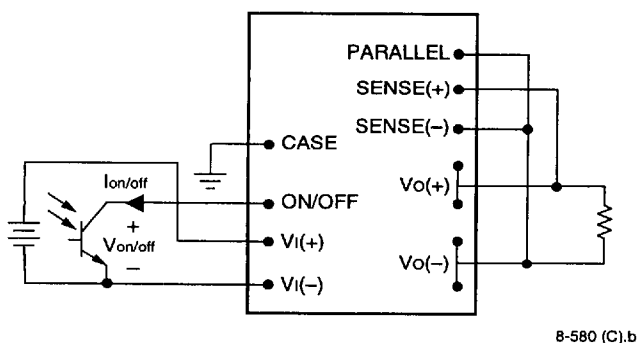 PARALLEL
SENSE(+)
SENSE(–)
CASE
Ion/off
ON/OFF
VO(+)
+
Von/off
–
VI(+)
VO(–)
VI(–)
8-580 (C).b